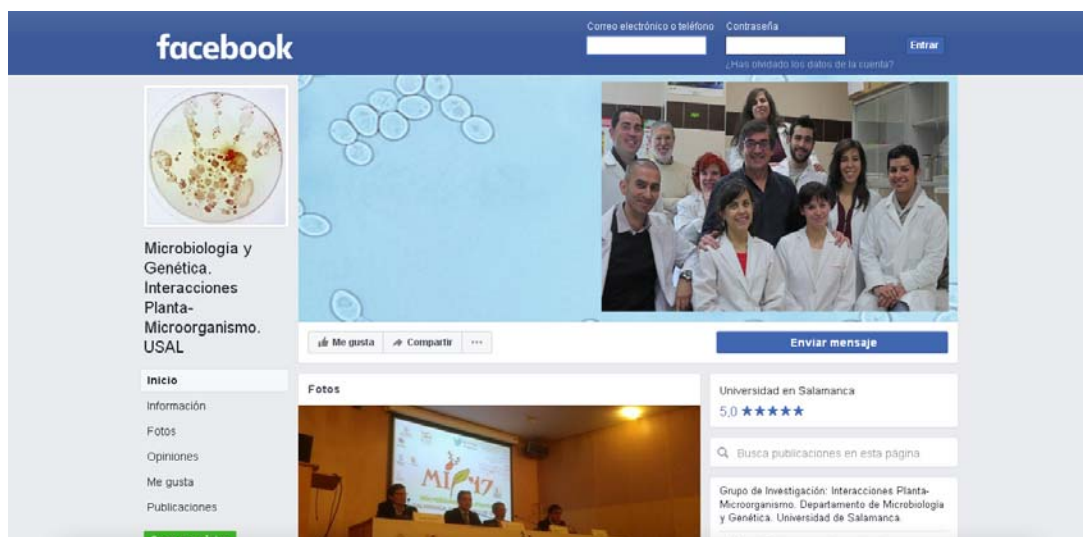 facebook
Correo electrónico o teléfono
Contraseña
Entrar
¿Has olvidado los datos de la cuenta?
Microbiología y
Genética.
Interacciones
Planta-
Microorganismo.
USAL
Me gusta
Compartir
Enviar mensaje
Inicio
Información
Fotos
Opiniones
Me gusta
Publicaciones
Fotos
MiP'17
Universidad en Salamanca
5,0 ★★★★★
Busca publicaciones en esta página
Grupo de Investigación: Interacciones Planta-
Microorganismo. Departamento de Microbiología
y Genética. Universidad de Salamanca